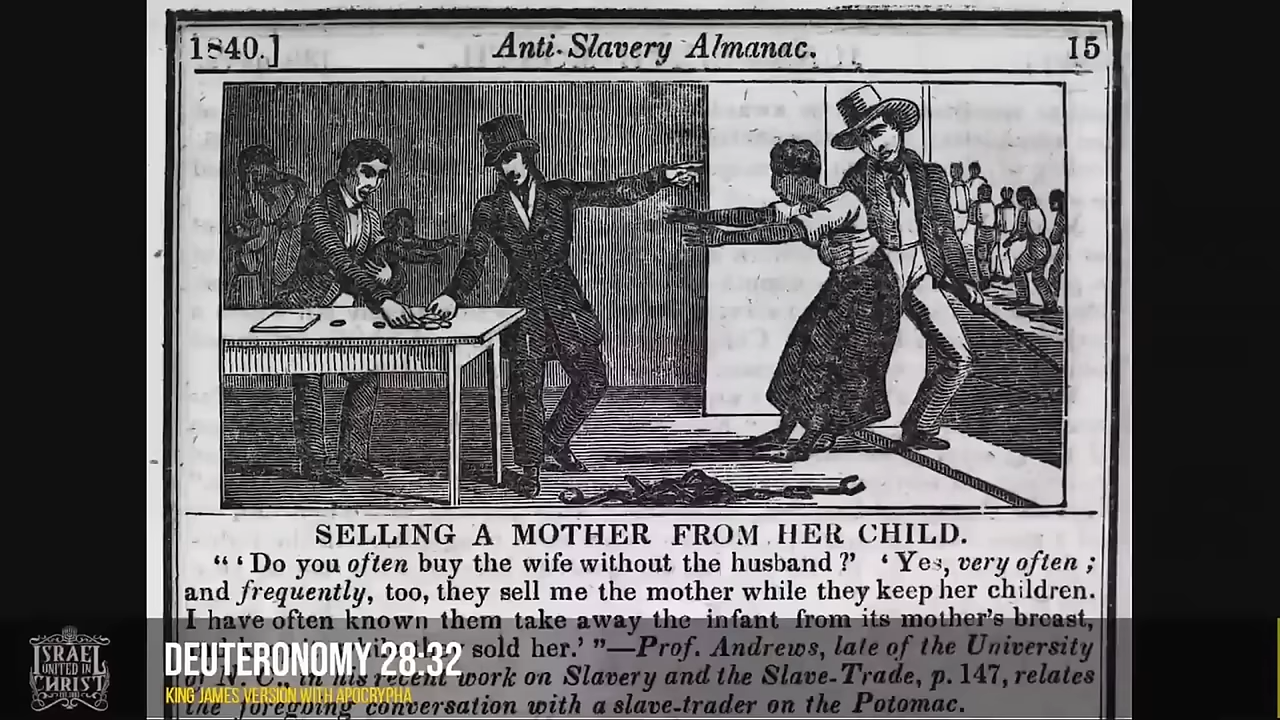 1840.] Anti-Slavery Almanac. 15
SELLING A MOTHER FROM HER CHILD.
“ ‘ Do you often buy the wife without the husband ?’ ‘ Yes, very often ;
and frequently, too, they sell me the mother while they keep her children.
I have often known them take away the infant from its mother's breast,
sold her.’ ”—Prof. Andrews, late of the University
in his recent work on Slavery and the Slave-Trade, p. 147, relates
the foregoing conversation with a slave-trader on the Potomac.
DEUTERONOMY 28:32
KING JAMES VERSION WITH APOCRYPHA
ISRAEL
UNITED IN
CHRIST